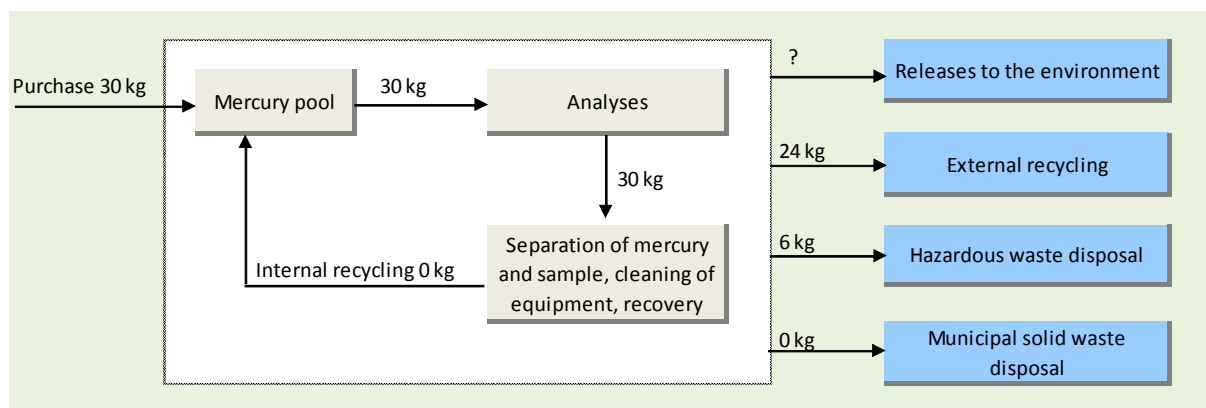 ?
Releases to the environment
Purchase 30 kg
Mercury pool
30 kg
Analyses
24 kg
External recycling
30 kg
Separation of mercury
and sample, cleaning of
equipment, recovery
Internal recycling 0 kg
6 kg
Hazardous waste disposal
0 kg
Municipal solid waste
disposal